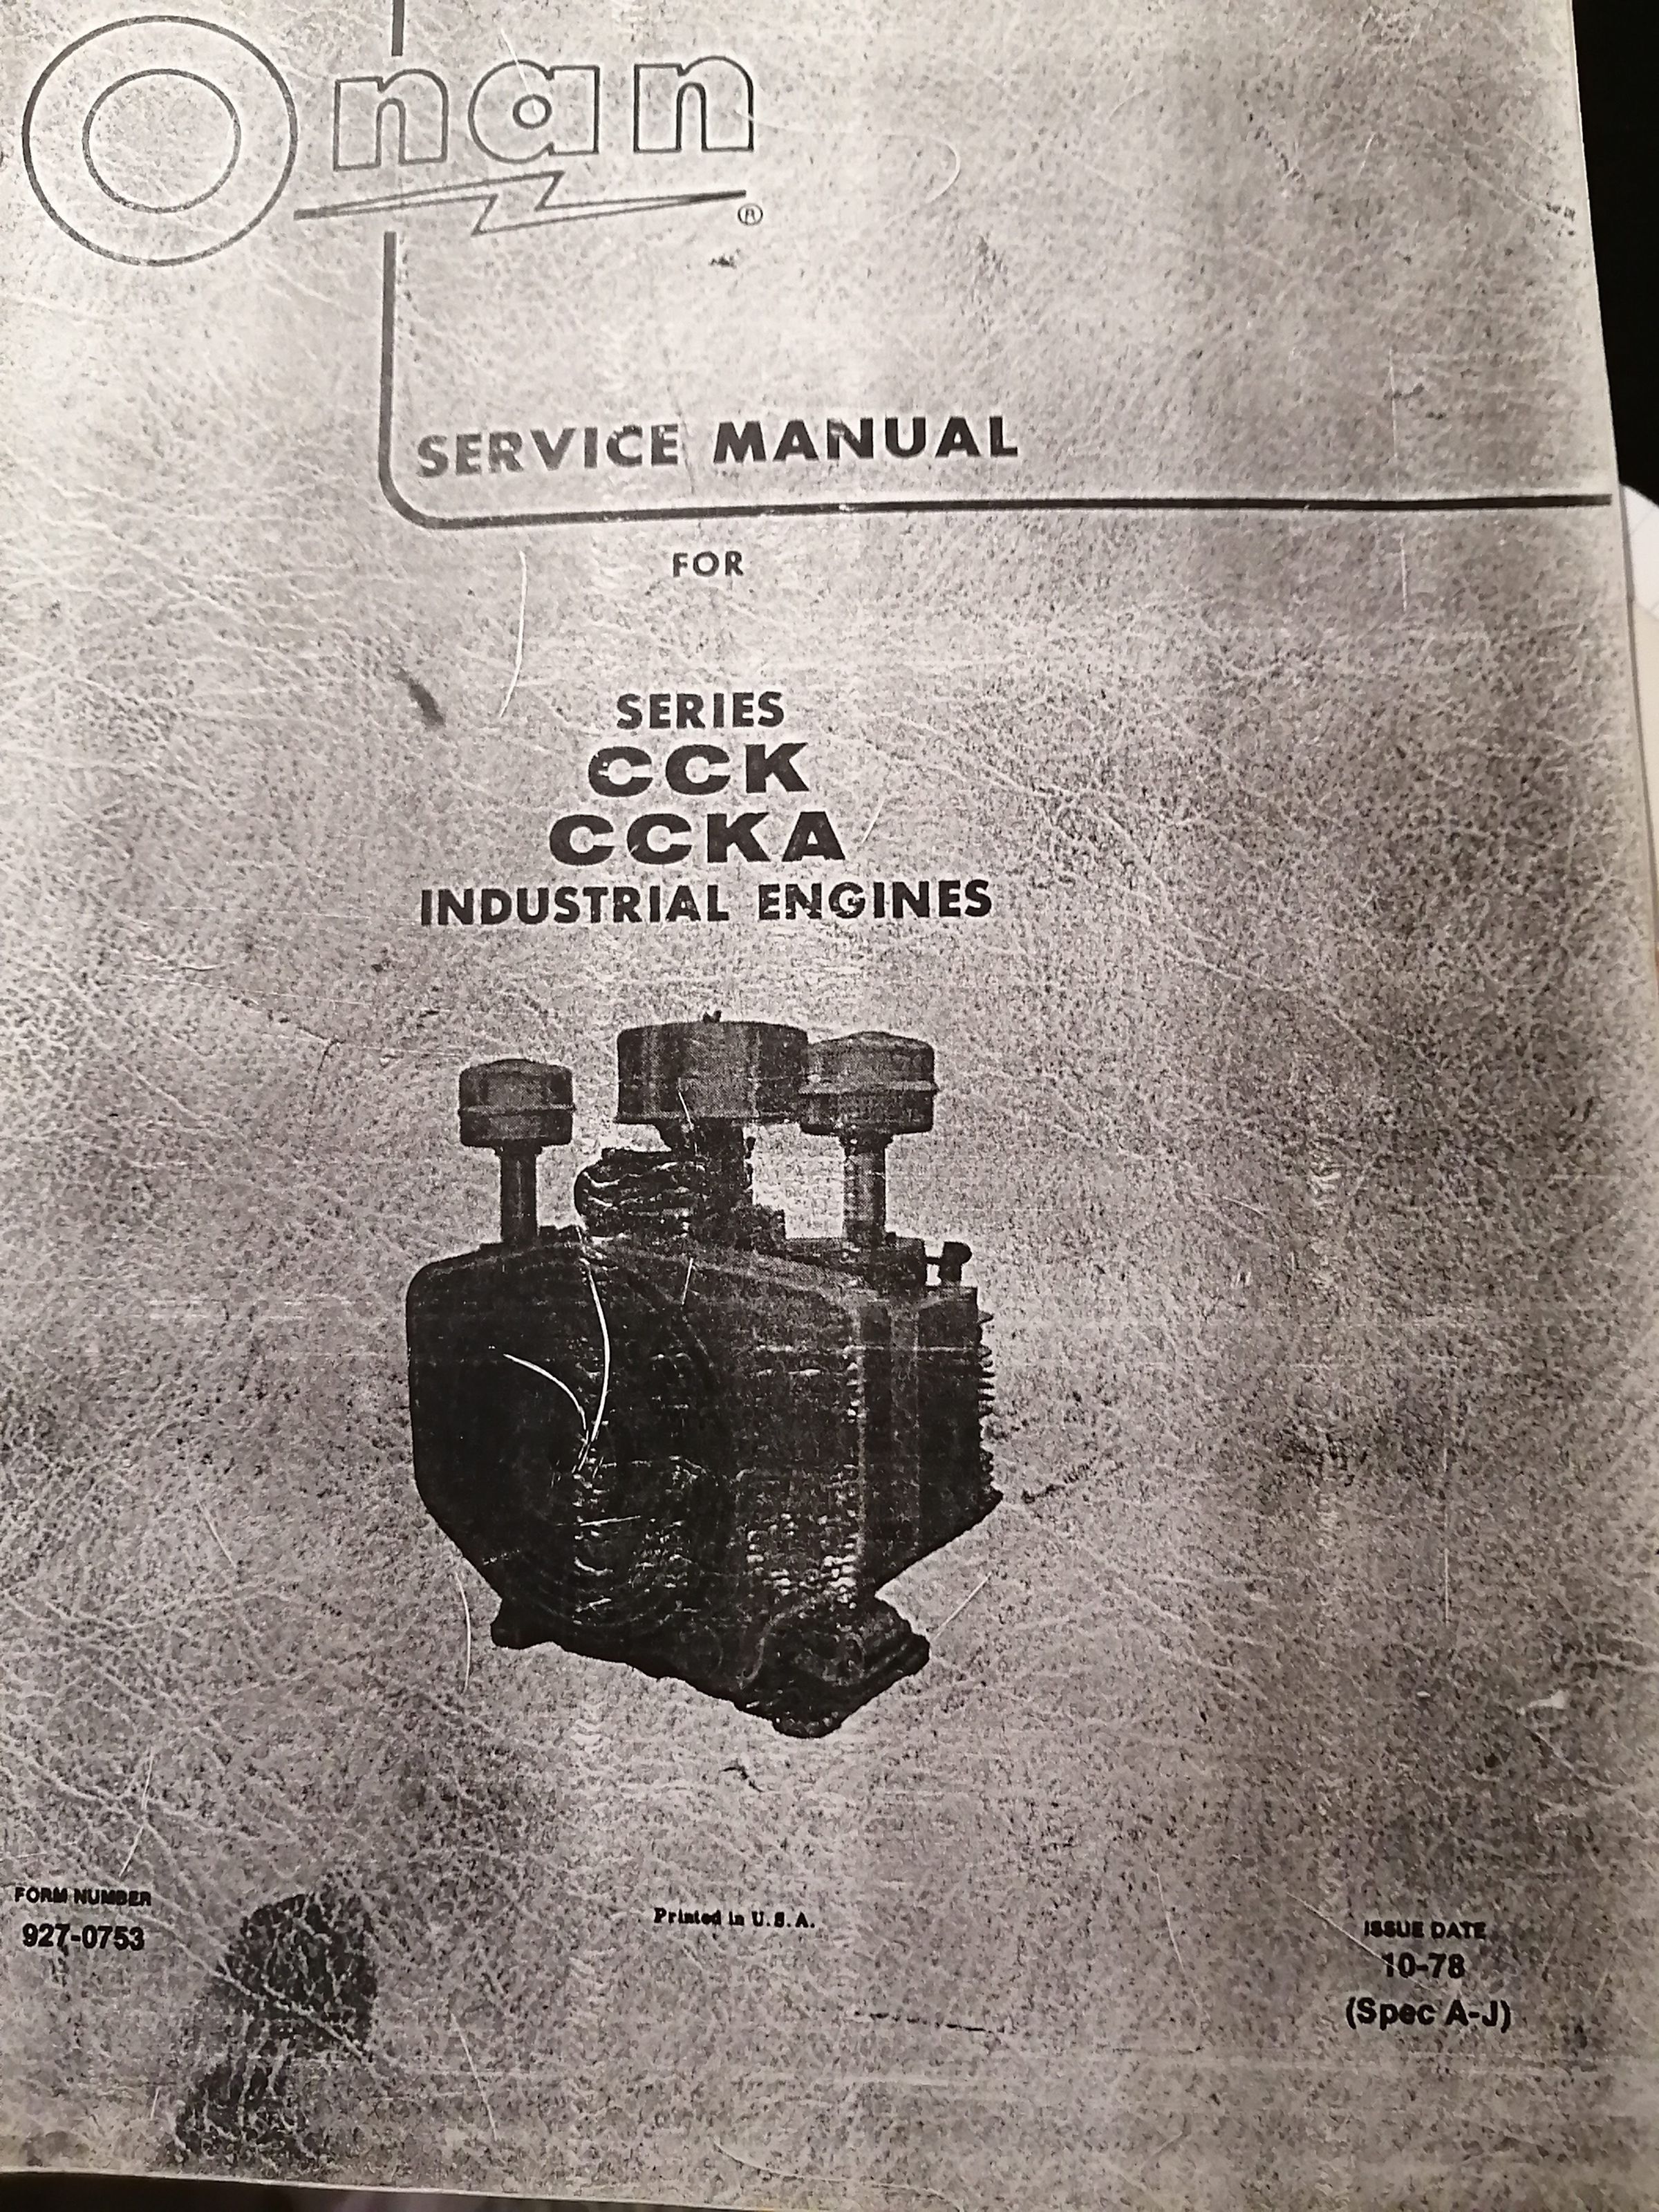 Onan
®
SERVICE MANUAL
FOR
SERIES
CCK
CCKA
INDUSTRIAL ENGINES
FORM NUMBER
927-0753
Printed in U.S.A.
ISSUE DATE
10-78
(Spec A-J)